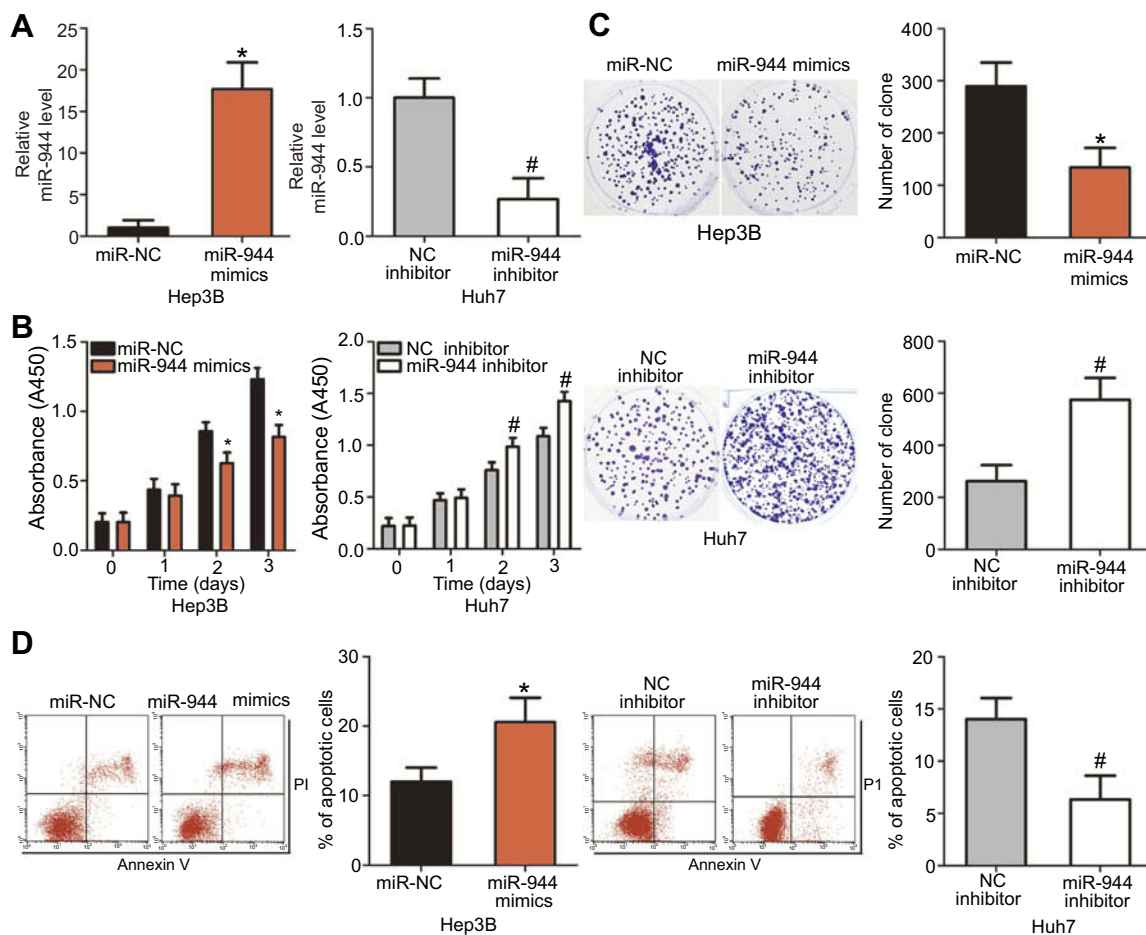 A
Relative
miR-944 level
25
20
15
10
5
0
*
miR-NC
miR-944
mimics
Hep3B
Relative
miR-944 level
1.5
1.0
0.5
0.0
#
NC
inhibitor
miR-944
inhibitor
Huh7
B
Absorbance (A450)
1.5
1.0
0.5
0.0
miR-NC
miR-944 mimics
*
*
0 1 2 3
Time (days)
Hep3B
Absorbance (A450)
2.0
1.5
1.0
0.5
0.0
NC inhibitor
miR-944 inhibitor
#
#
0 1 2 3
Time (days)
Huh7
C
miR-NC miR-944 mimics
Hep3B
Number of clone
400
300
200
100
0
*
miR-NC
miR-944
mimics
NC
inhibitor
miR-944
inhibitor
Huh7
Number of clone
800
600
400
200
0
#
NC
inhibitor
miR-944
inhibitor
D
miR-NC miR-944 mimics
PI
Annexin V
% of apoptotic cells
30
20
10
0
*
miR-NC
miR-944
mimics
Hep3B
NC
inhibitor
miR-944
inhibitor
P1
Annexin V
% of apoptotic cells
20
15
10
5
0
#
NC
inhibitor
miR-944
inhibitor
Huh7